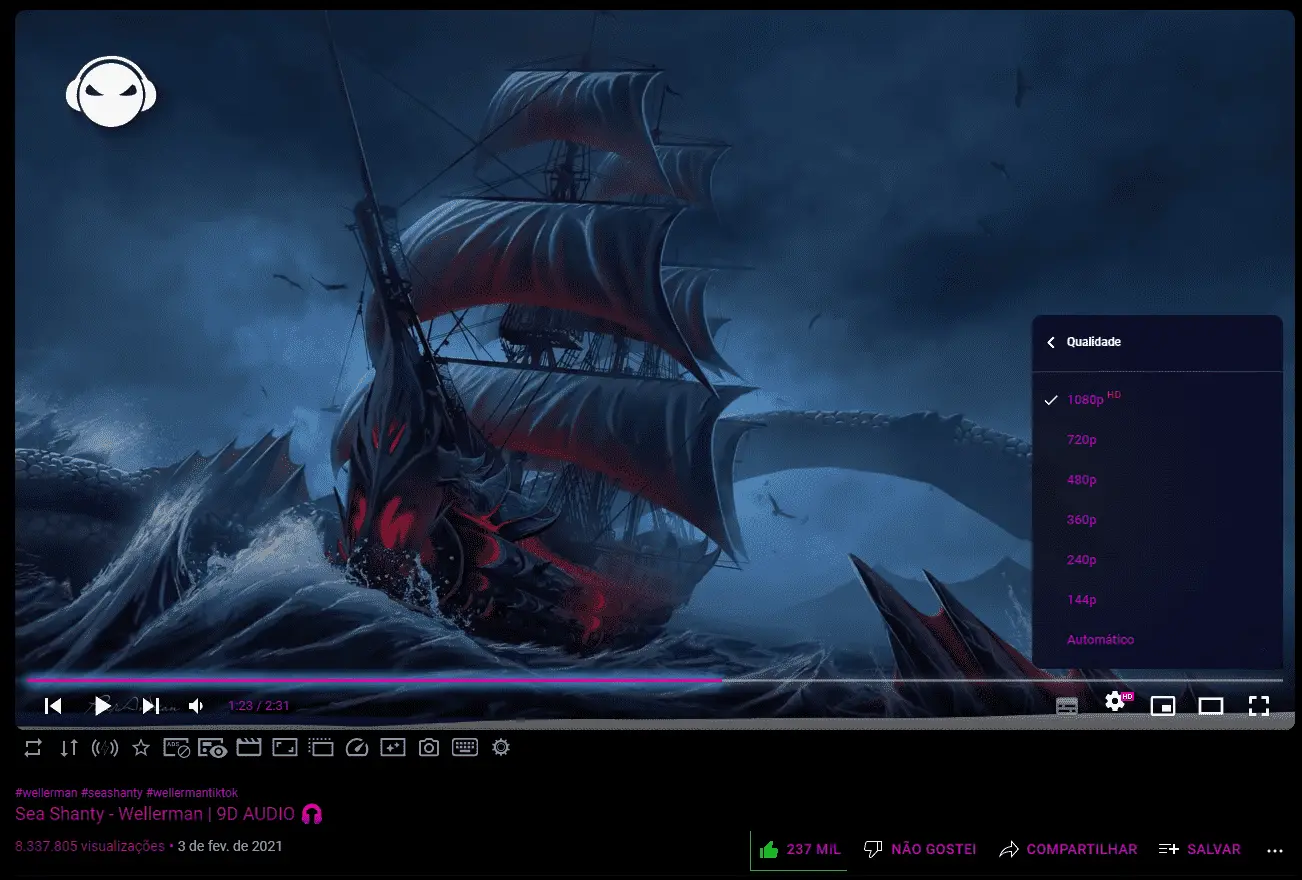 Qualidade
1080p HD
720p
480p
360p
240p
144p
Automático
1:23 / 2:31
HD
ADS
#wellerman #seashanty #wellermantiktok
Sea Shanty - Wellerman | 9D AUDIO
8.337.805 visualizações • 3 de fev. de 2021
237 MIL
NÃO GOSTEI
COMPARTILHAR
SALVAR